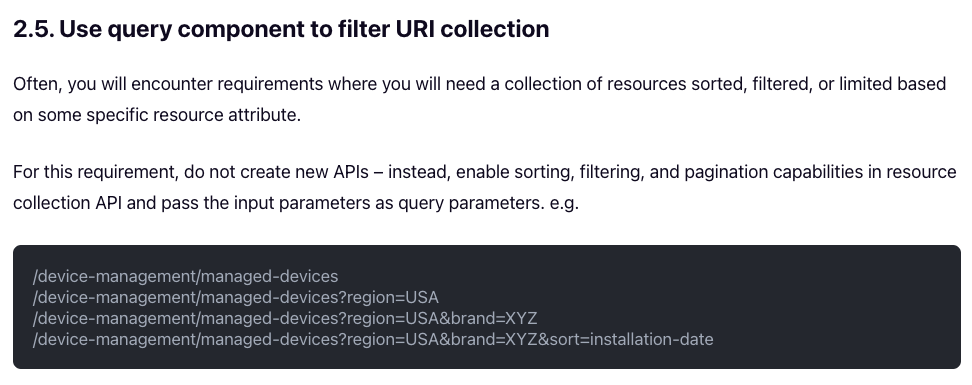 2.5. Use query component to filter URI collection
Often, you will encounter requirements where you will need a collection of resources sorted, filtered, or limited based
on some specific resource attribute.
For this requirement, do not create new APIs – instead, enable sorting, filtering, and pagination capabilities in resource
collection API and pass the input parameters as query parameters. e.g.
/device-management/managed-devices
/device-management/managed-devices?region=USA
/device-management/managed-devices?region=USA&brand=XYZ
/device-management/managed-devices?region=USA&brand=XYZ&sort=installation-date